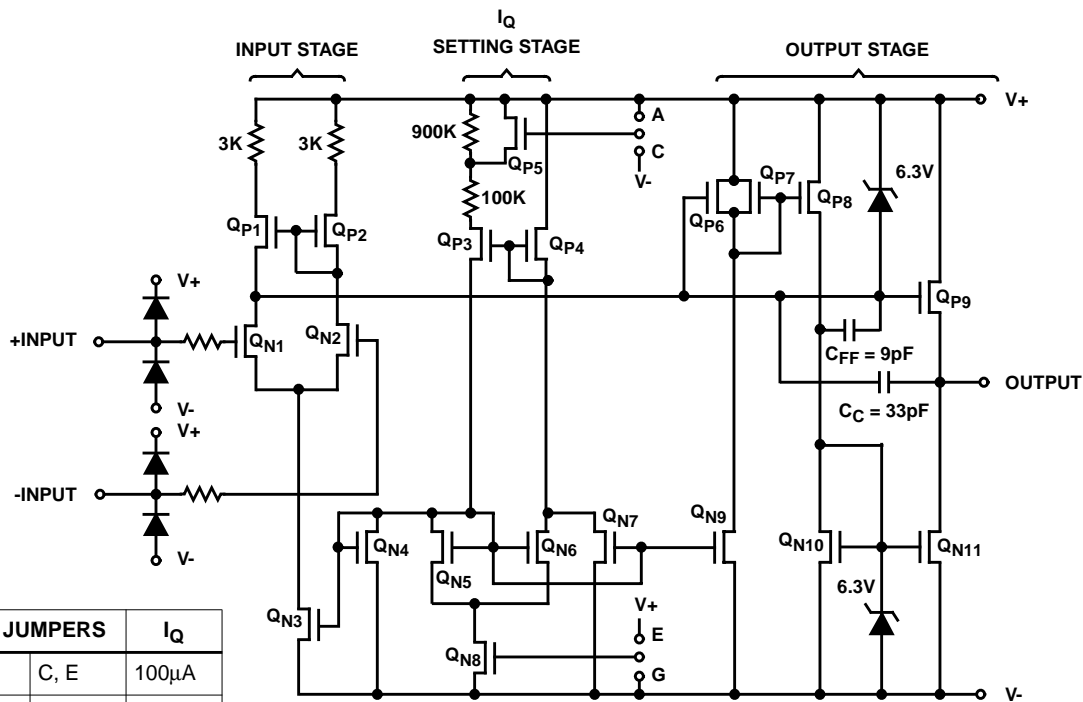 IQ
INPUT STAGE
SETTING STAGE
OUTPUT STAGE
V+
A
900K
3K
3K
QP5
C
V-
QP7
6.3V
100K
QP6
QP8
QP1
QP2
QP3
QP4
V+
QP9
+INPUT
QN1
QN2
CFF = 9pF
OUTPUT
V-
CC = 33pF
V+
-INPUT
QN7
QN9
QN4
QN6
QN10
QN11
V-
QN5
6.3V
V+
QN3
E
JUMPERS
IQ
QN8
G
C, E
100µA
V-